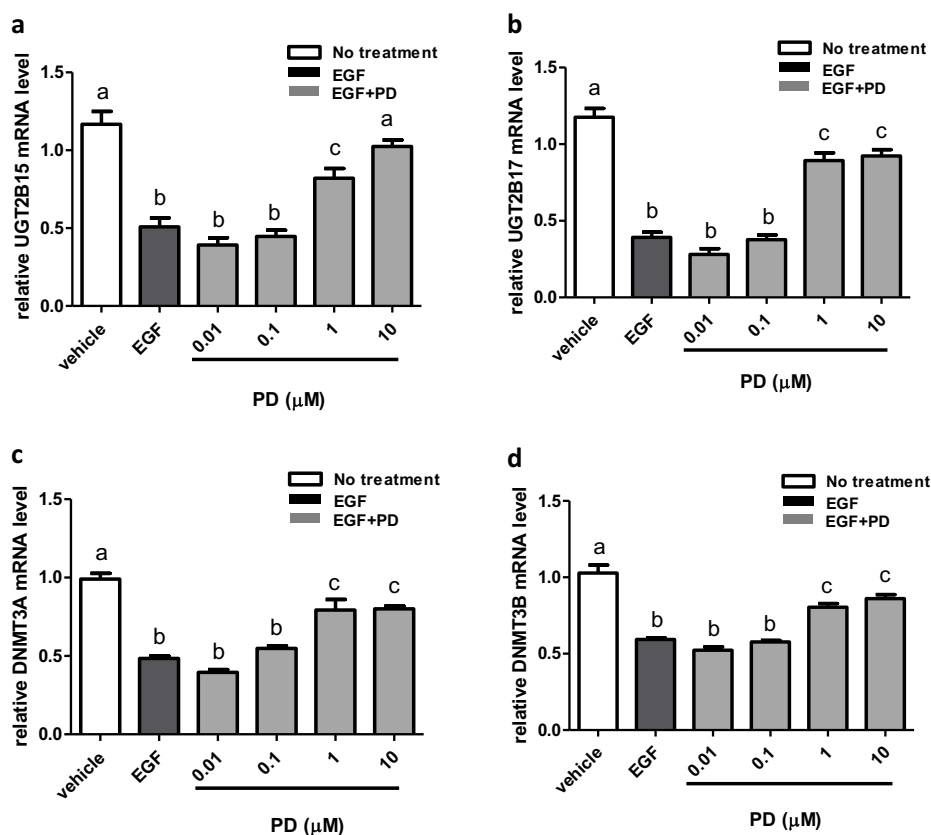 a
No treatment
EGF
EGF+PD
relative UGT2B15 mRNA level
1.5
1.0
0.5
0.0
a
b
b
b
c
a
vehicle
EGF
0.01
0.1
1
10
PD (μM)
b
No treatment
EGF
EGF+PD
relative UGT2B17 mRNA level
1.5
1.0
0.5
0.0
a
b
b
b
c
c
vehicle
EGF
0.01
0.1
1
10
PD (μM)
c
No treatment
EGF
EGF+PD
relative DNMT3A mRNA level
1.5
1.0
0.5
0.0
a
b
b
b
c
c
vehicle
EGF
0.01
0.1
1
10
PD (μM)
d
No treatment
EGF
EGF+PD
relative DNMT3B mRNA level
1.5
1.0
0.5
0.0
a
b
b
b
c
c
vehicle
EGF
0.01
0.1
1
10
PD (μM)